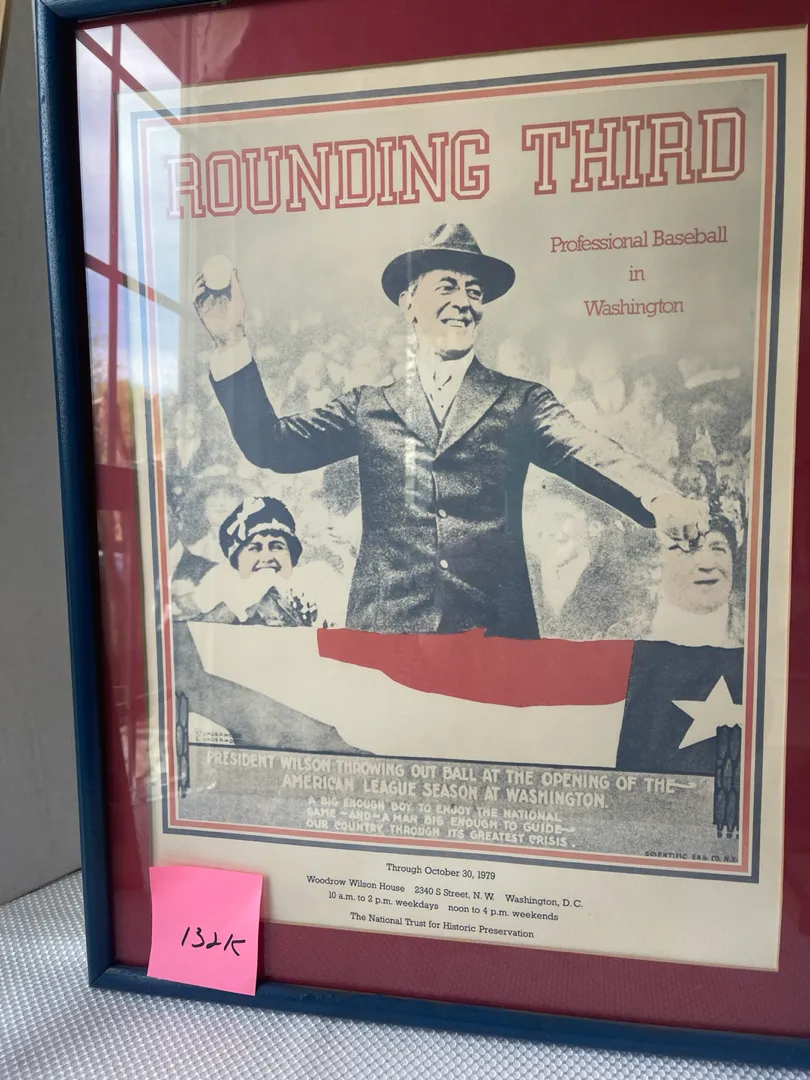 ROUNDING THIRD
Professional Baseball
in
Washington
UNDERWOOD
UNDERWOOD
PRESIDENT WILSON THROWING OUT BALL AT THE OPENING OF THE
AMERICAN LEAGUE SEASON AT WASHINGTON.
A BIG ENOUGH BOY TO ENJOY THE NATIONAL
GAME — AND — A MAN BIG ENOUGH TO GUIDE
OUR COUNTRY THROUGH ITS GREATEST CRISIS.
SCIENTIFIC ENG. CO. N.Y.
Through October 30, 1979
Woodrow Wilson House 2340 S Street, N.W. Washington, D.C.
10 a.m. to 2 p.m. weekdays noon to 4 p.m. weekends
The National Trust for Historic Preservation
132K